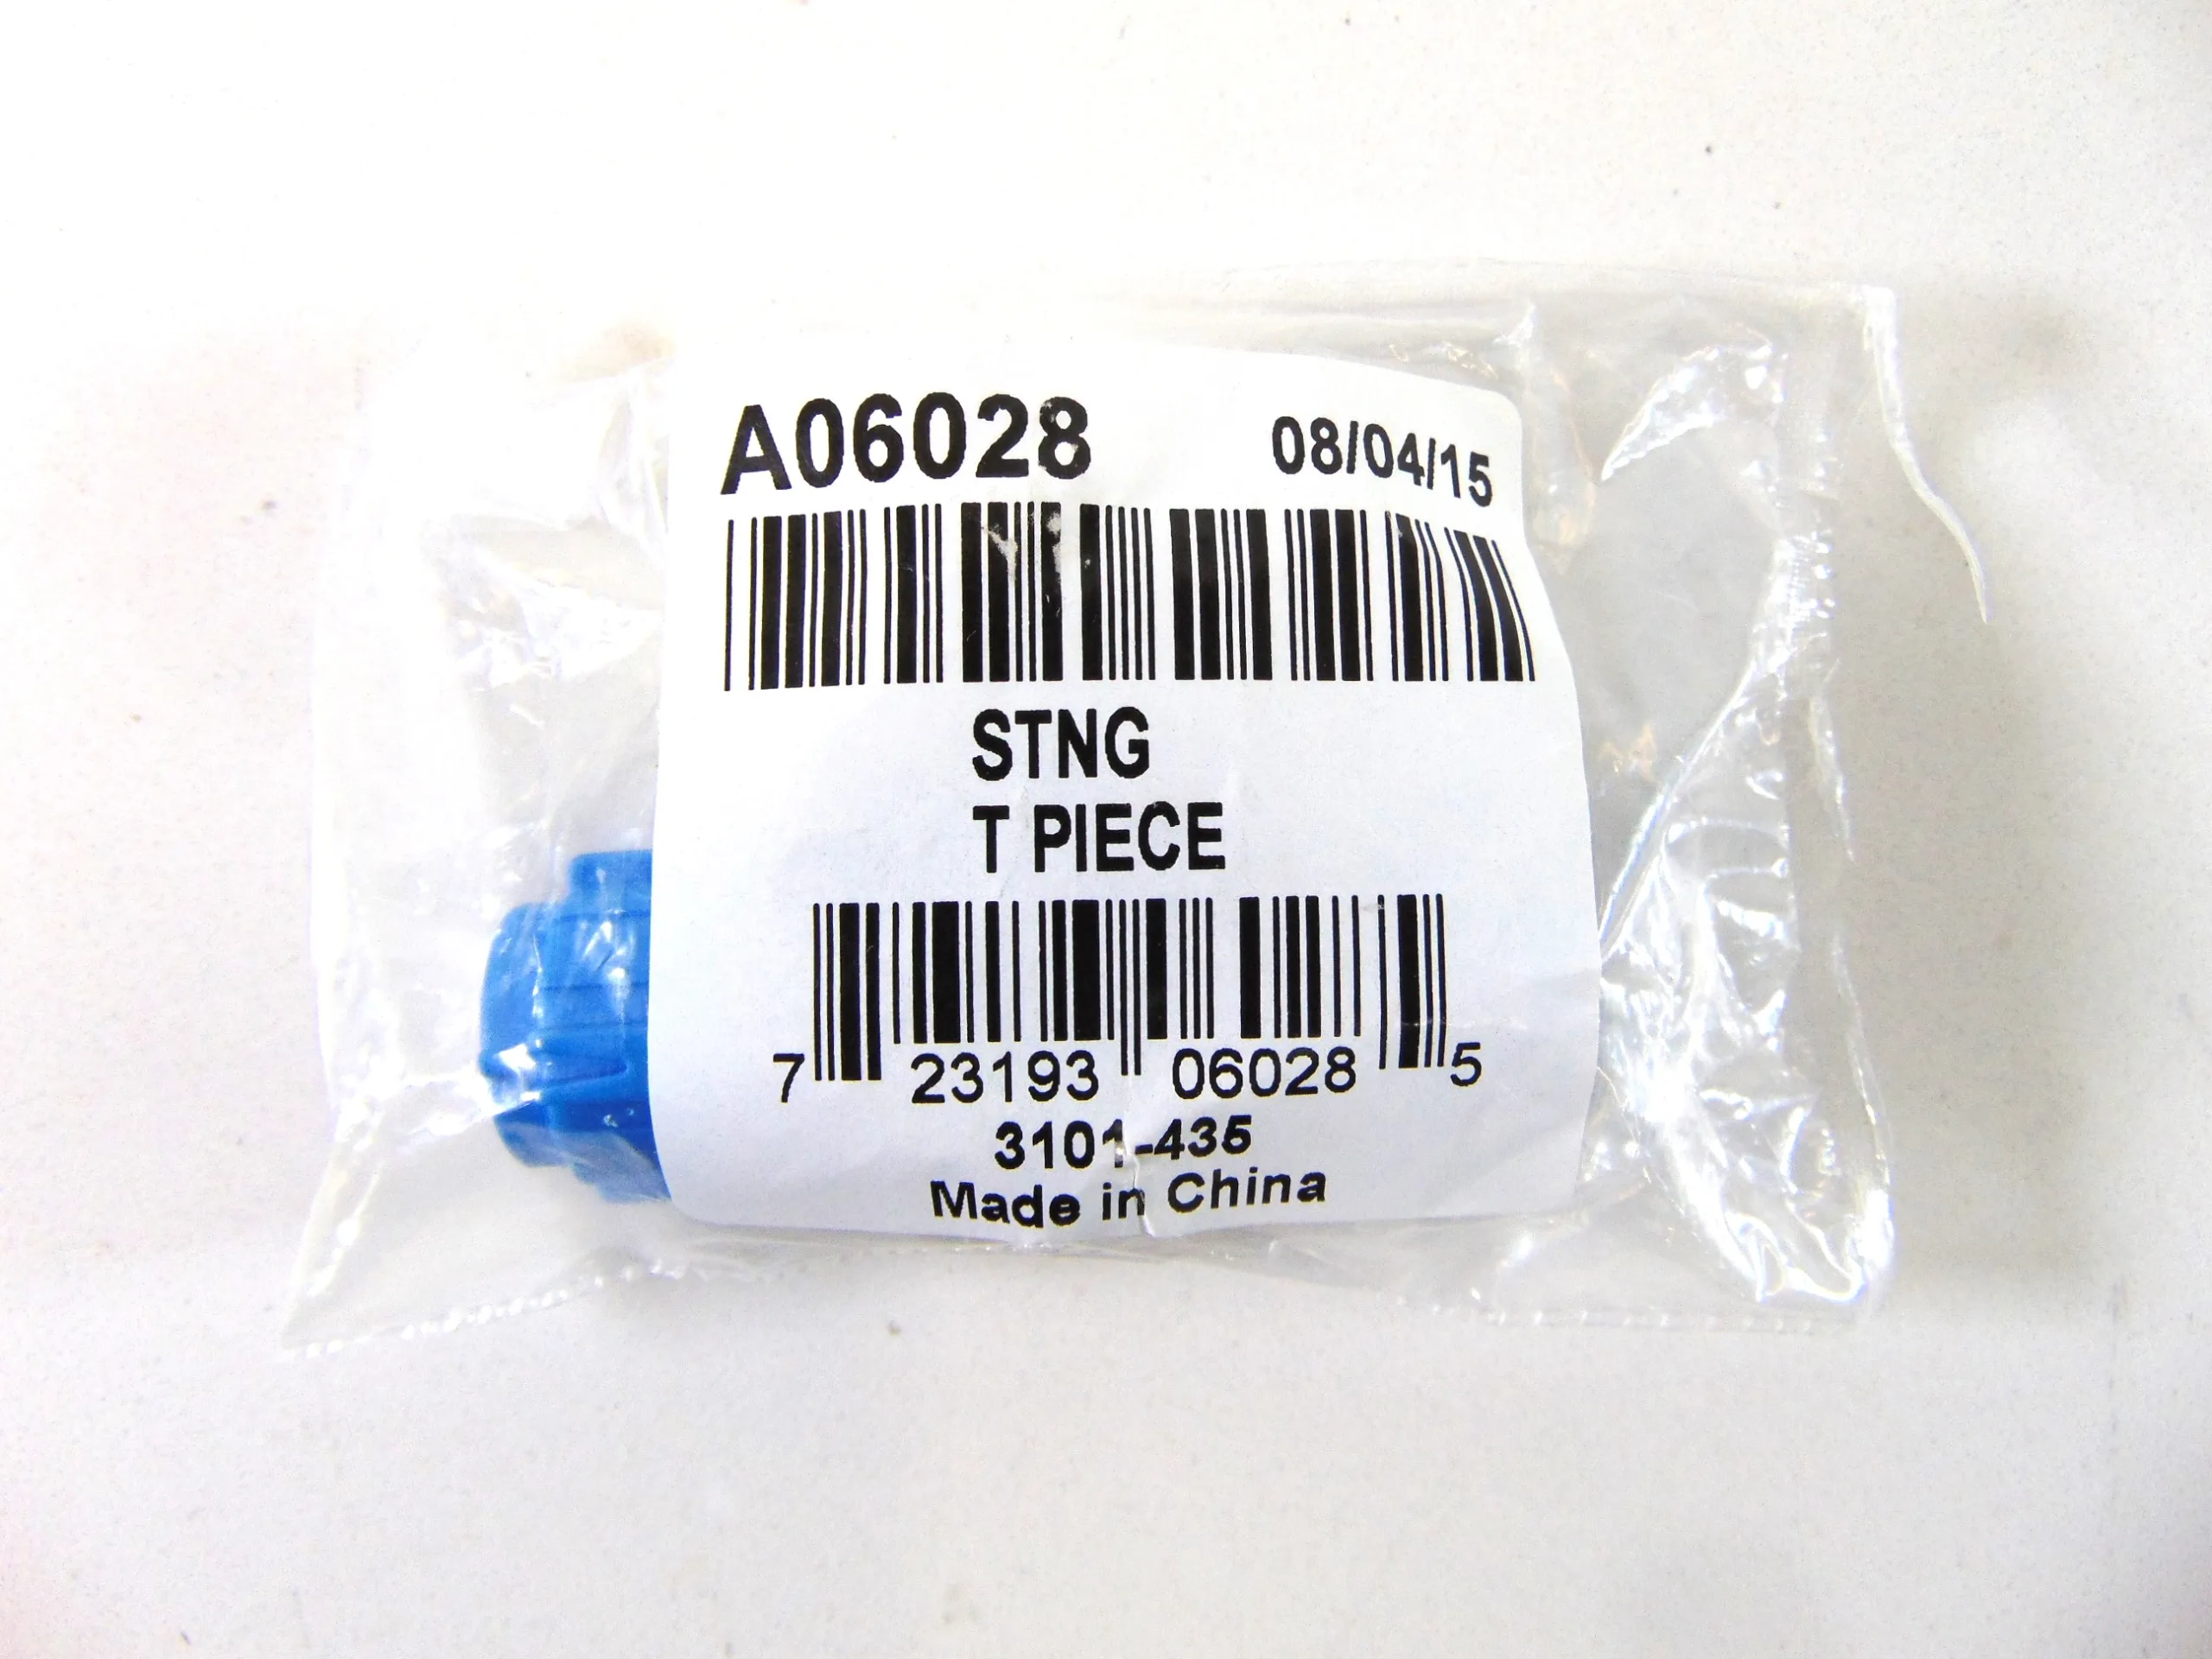 A06028 08/04/15
STNG
T PIECE
7 23193 06028 5
3101-435
Made in China